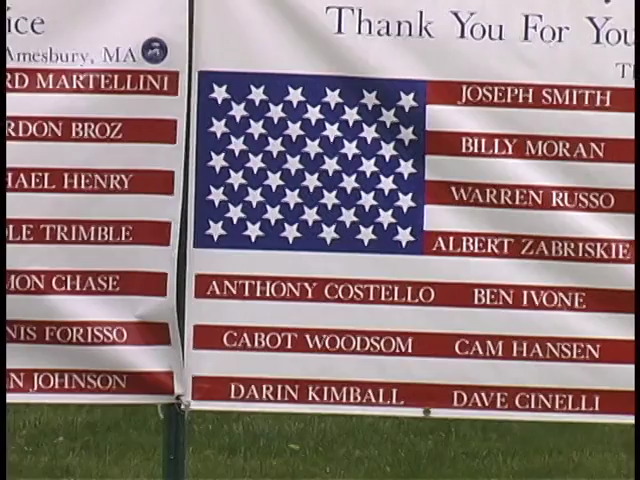 ice
Amesbury, MA
RD MARTELLINI
RDON BROZ
HAEL HENRY
LE TRIMBLE
MON CHASE
NIS FORISSO
N JOHNSON
Thank You For You
T
JOSEPH SMITH
BILLY MORAN
WARREN RUSSO
ALBERT ZABRISKIE
ANTHONY COSTELLO BEN IVONE
CABOT WOODSOM CAM HANSEN
DARIN KIMBALL DAVE CINELLI